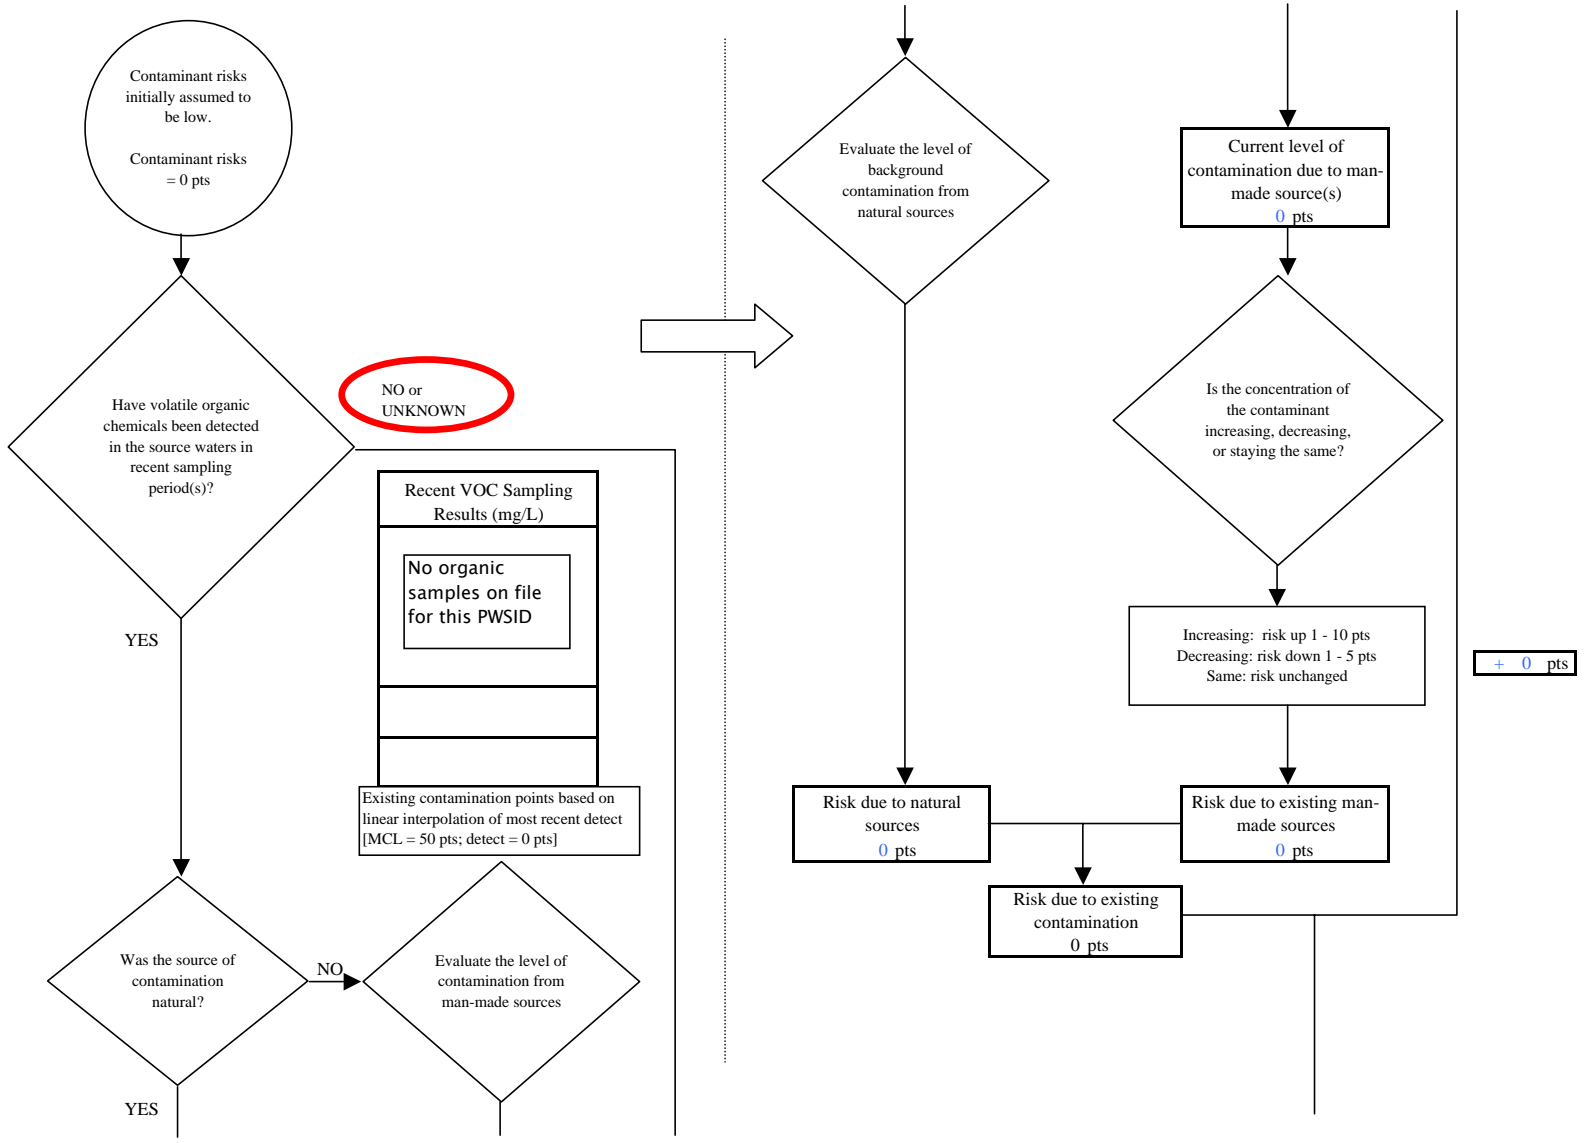 Contaminant risks
initially assumed to
be low.
Contaminant risks
= 0 pts
Have volatile organic
chemicals been detected
in the source waters in
recent sampling
period(s)?
NO or
UNKNOWN
YES
Recent VOC Sampling
Results (mg/L)
No organic
samples on file
for this PWSID
Existing contamination points based on
linear interpolation of most recent detect
[MCL = 50 pts; detect = 0 pts]
Was the source of
contamination
natural?
NO
YES
Evaluate the level of
contamination from
man-made sources
Evaluate the level of
background
contamination from
natural sources
Current level of
contamination due to man-
made source(s)
0 pts
Is the concentration of
the contaminant
increasing, decreasing,
or staying the same?
Increasing: risk up 1 - 10 pts
Decreasing: risk down 1 - 5 pts
Same: risk unchanged
+ 0 pts
Risk due to natural
sources
0 pts
Risk due to existing man-
made sources
0 pts
Risk due to existing
contamination
0 pts